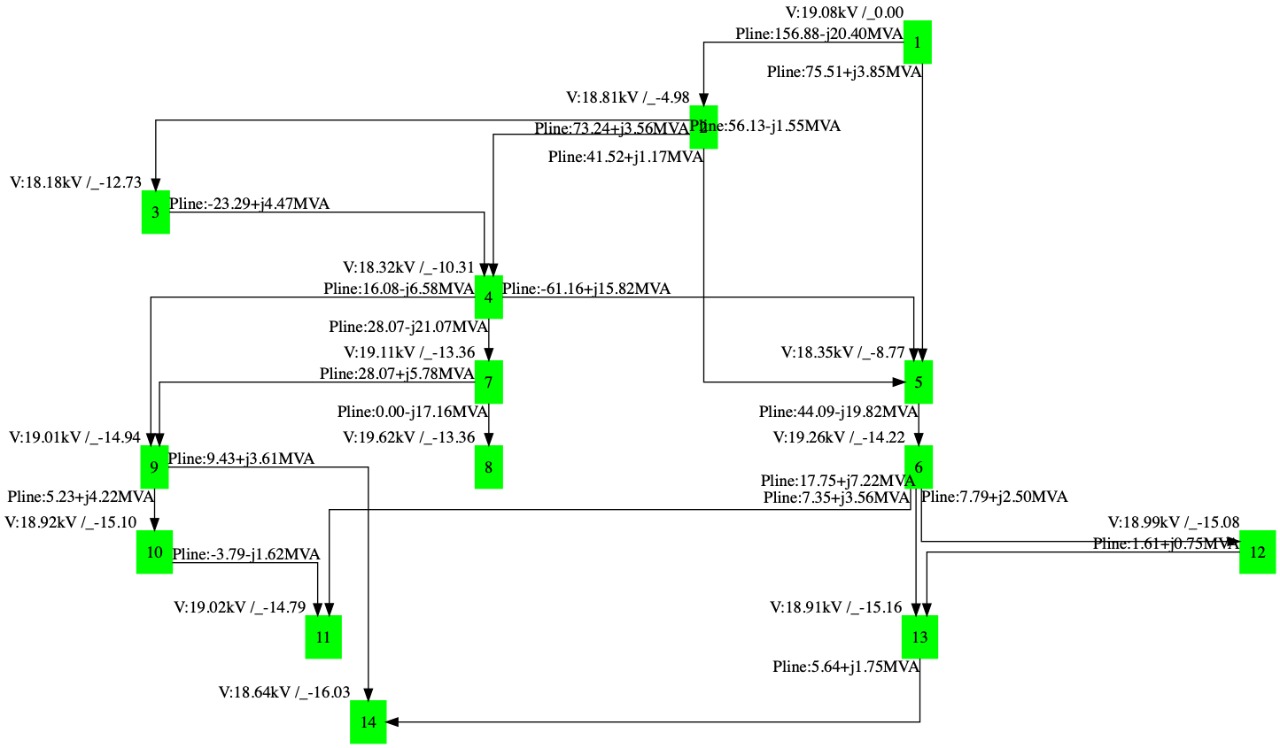 V:19.08kV /_0.00
Pline:156.88-j20.40MVA
1
Pline:75.51+j3.85MVA
V:18.81kV /_-4.98
Pline:73.24+j3.56MVA
2
Pline:56.13-j1.55MVA
Pline:41.52+j1.17MVA
V:18.18kV /_-12.73
3
Pline:-23.29+j4.47MVA
V:18.32kV /_-10.31
Pline:16.08-j6.58MVA
4
Pline:-61.16+j15.82MVA
Pline:28.07-j21.07MVA
V:19.11kV /_-13.36
V:18.35kV /_-8.77
Pline:28.07+j5.78MVA
7
5
Pline:0.00-j17.16MVA
Pline:44.09-j19.82MVA
V:19.01kV /_-14.94
V:19.62kV /_-13.36
V:19.26kV /_-14.22
9
Pline:9.43+j3.61MVA
8
6
Pline:17.75+j7.22MVA
Pline:5.23+j4.22MVA
Pline:7.35+j3.56MVA
Pline:7.79+j2.50MVA
V:18.92kV /_-15.10
V:18.99kV /_-15.08
10
Pline:-3.79-j1.62MVA
Pline:1.61+j0.75MVA
12
V:19.02kV /_-14.79
V:18.91kV /_-15.16
11
13
Pline:5.64+j1.75MVA
V:18.64kV /_-16.03
14